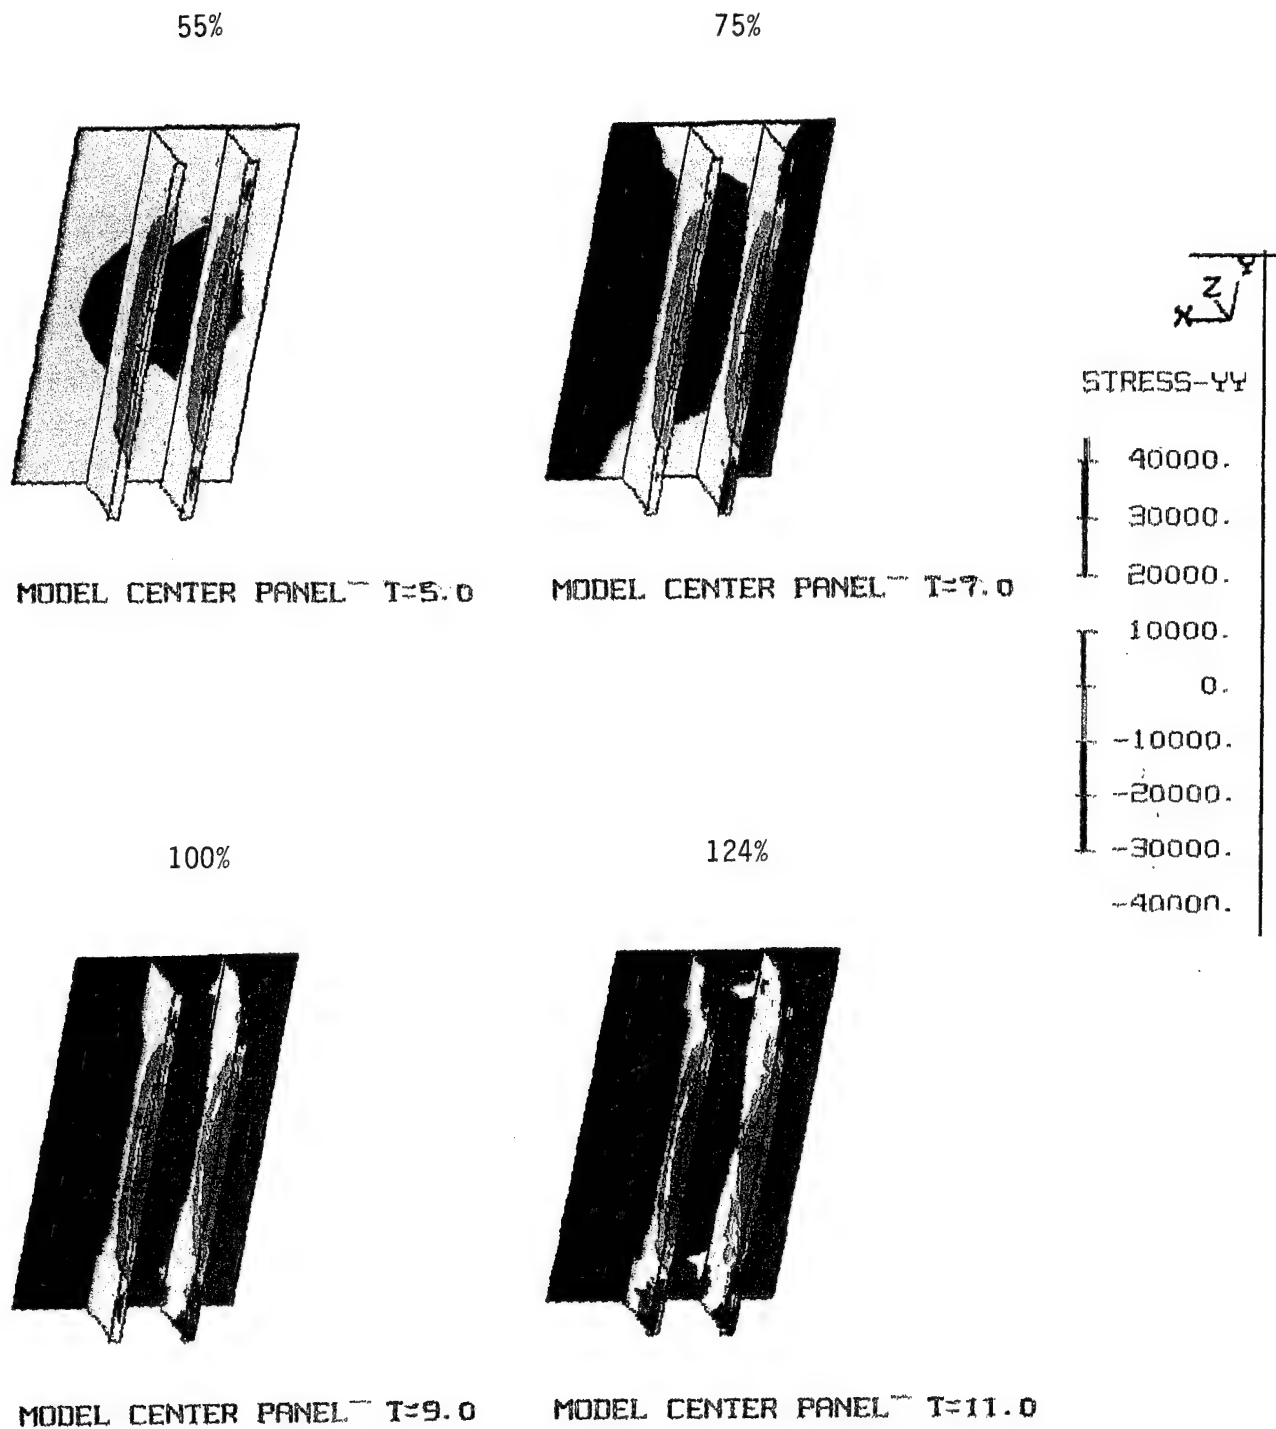 55%
75%
Y
Z
X
STRESS-YY
40000.
30000.
20000.
10000.
0.
-10000.
-20000.
-30000.
-40000.
MODEL CENTER PANEL T=5.0
MODEL CENTER PANEL T=7.0
100%
124%
MODEL CENTER PANEL T=9.0
MODEL CENTER PANEL T=11.0